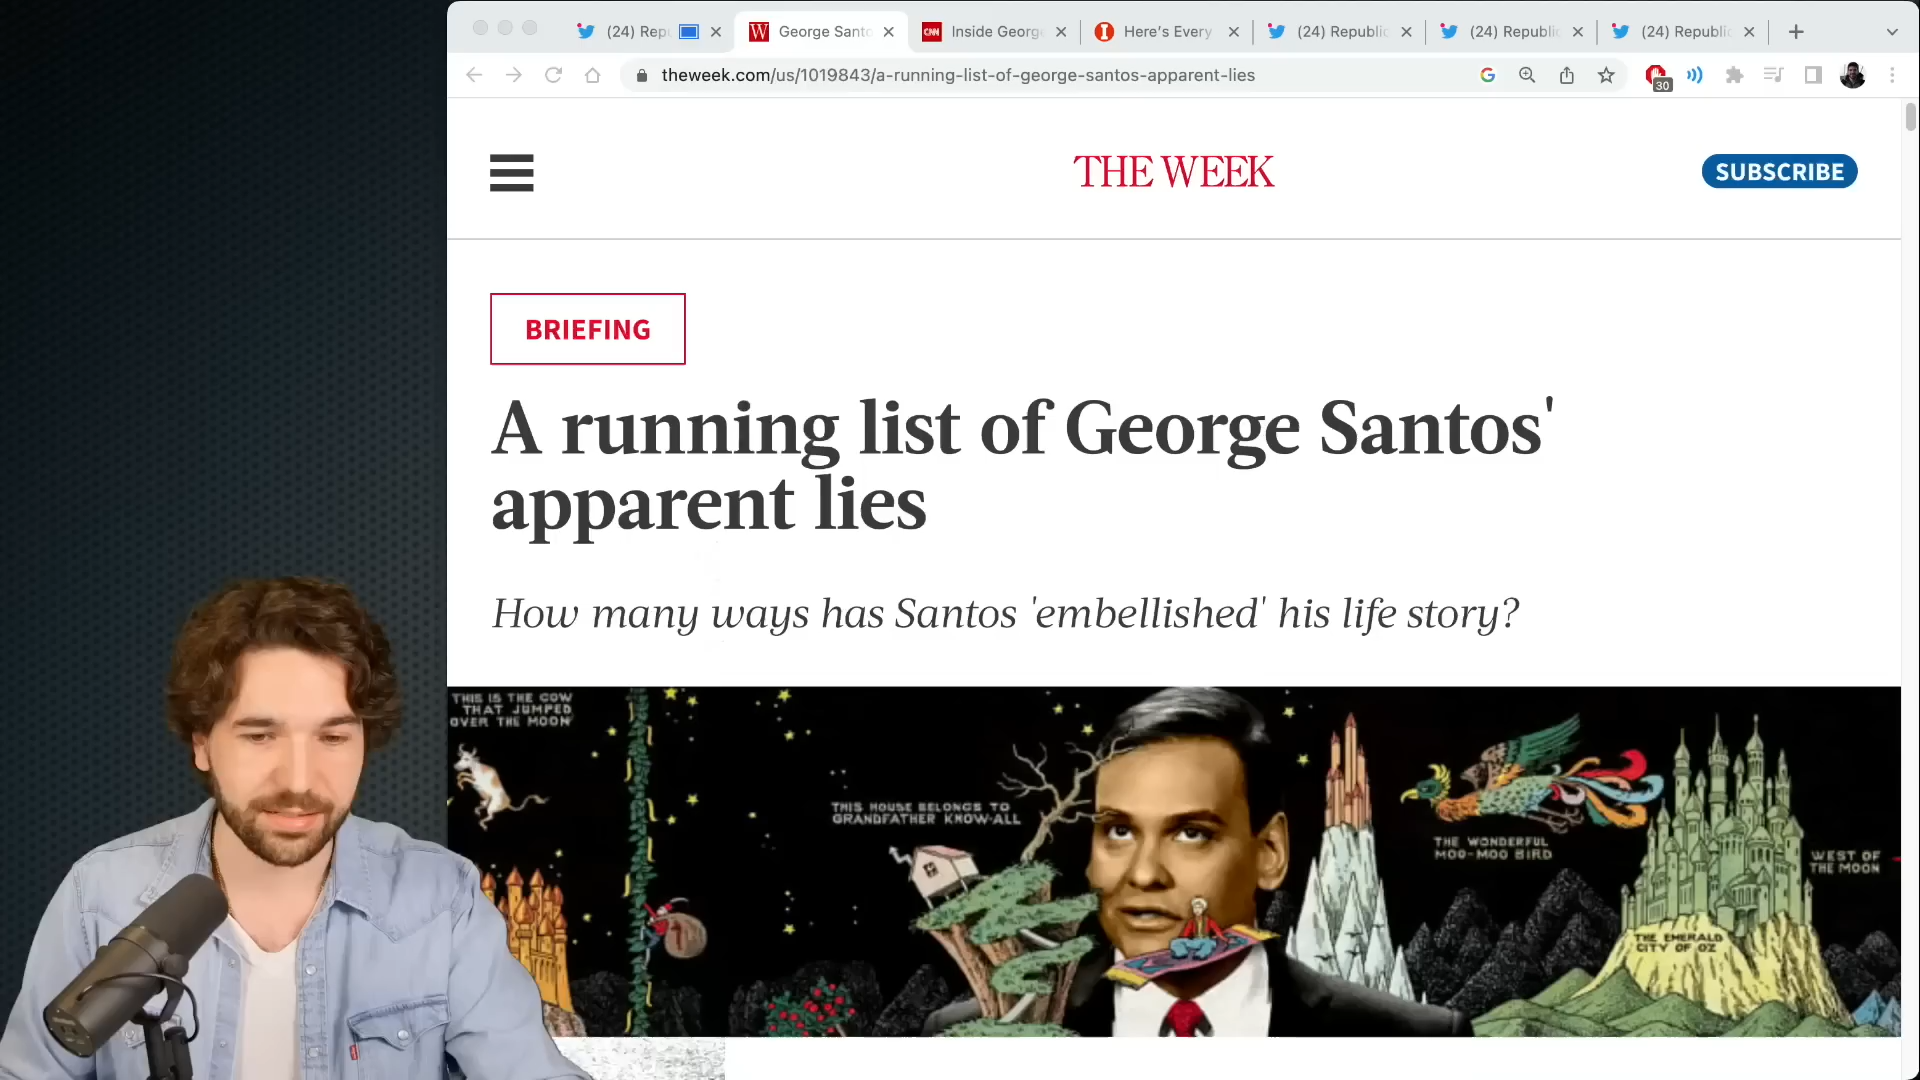 (24) Rep
George Santo
CNN
Inside George
Here's Every
(24) Republic
(24) Republic
(24) Republic
theweek.com/us/1019843/a-running-list-of-george-santos-apparent-lies
30
THE WEEK
SUBSCRIBE
BRIEFING
A running list of George Santos'
apparent lies
How many ways has Santos 'embellished' his life story?
THIS IS THE COW
THAT JUMPED
OVER THE MOON
THIS HOUSE BELONGS TO
GRANDFATHER KNOW-ALL
THE WONDERFUL
MOO-MOO BIRD
WEST OF
THE MOON
THE EMERALD
CITY OF OZ